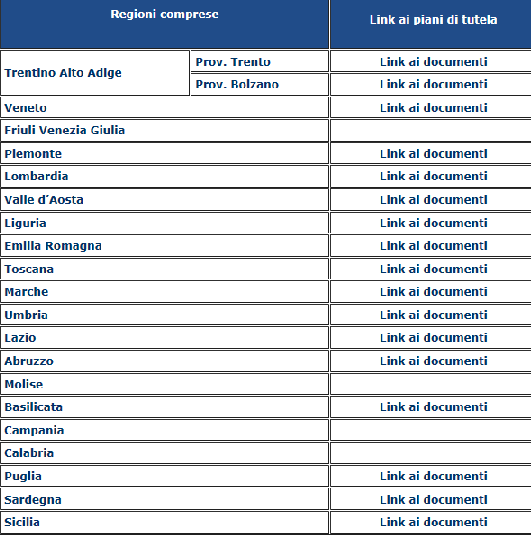 Regioni comprese Link ai piani di tutela
Trentino Alto Adige Prov. Trento Link ai documenti
Prov. Bolzano Link ai documenti
Veneto Link ai documenti
Friuli Venezia Giulia
Piemonte Link ai documenti
Lombardia Link ai documenti
Valle d'Aosta Link ai documenti
Liguria Link ai documenti
Emilia Romagna Link ai documenti
Toscana Link ai documenti
Marche Link ai documenti
Umbria Link ai documenti
Lazio Link ai documenti
Abruzzo Link ai documenti
Molise
Basilicata Link ai documenti
Campania
Calabria
Puglia Link ai documenti
Sardegna Link ai documenti
Sicilia Link ai documenti